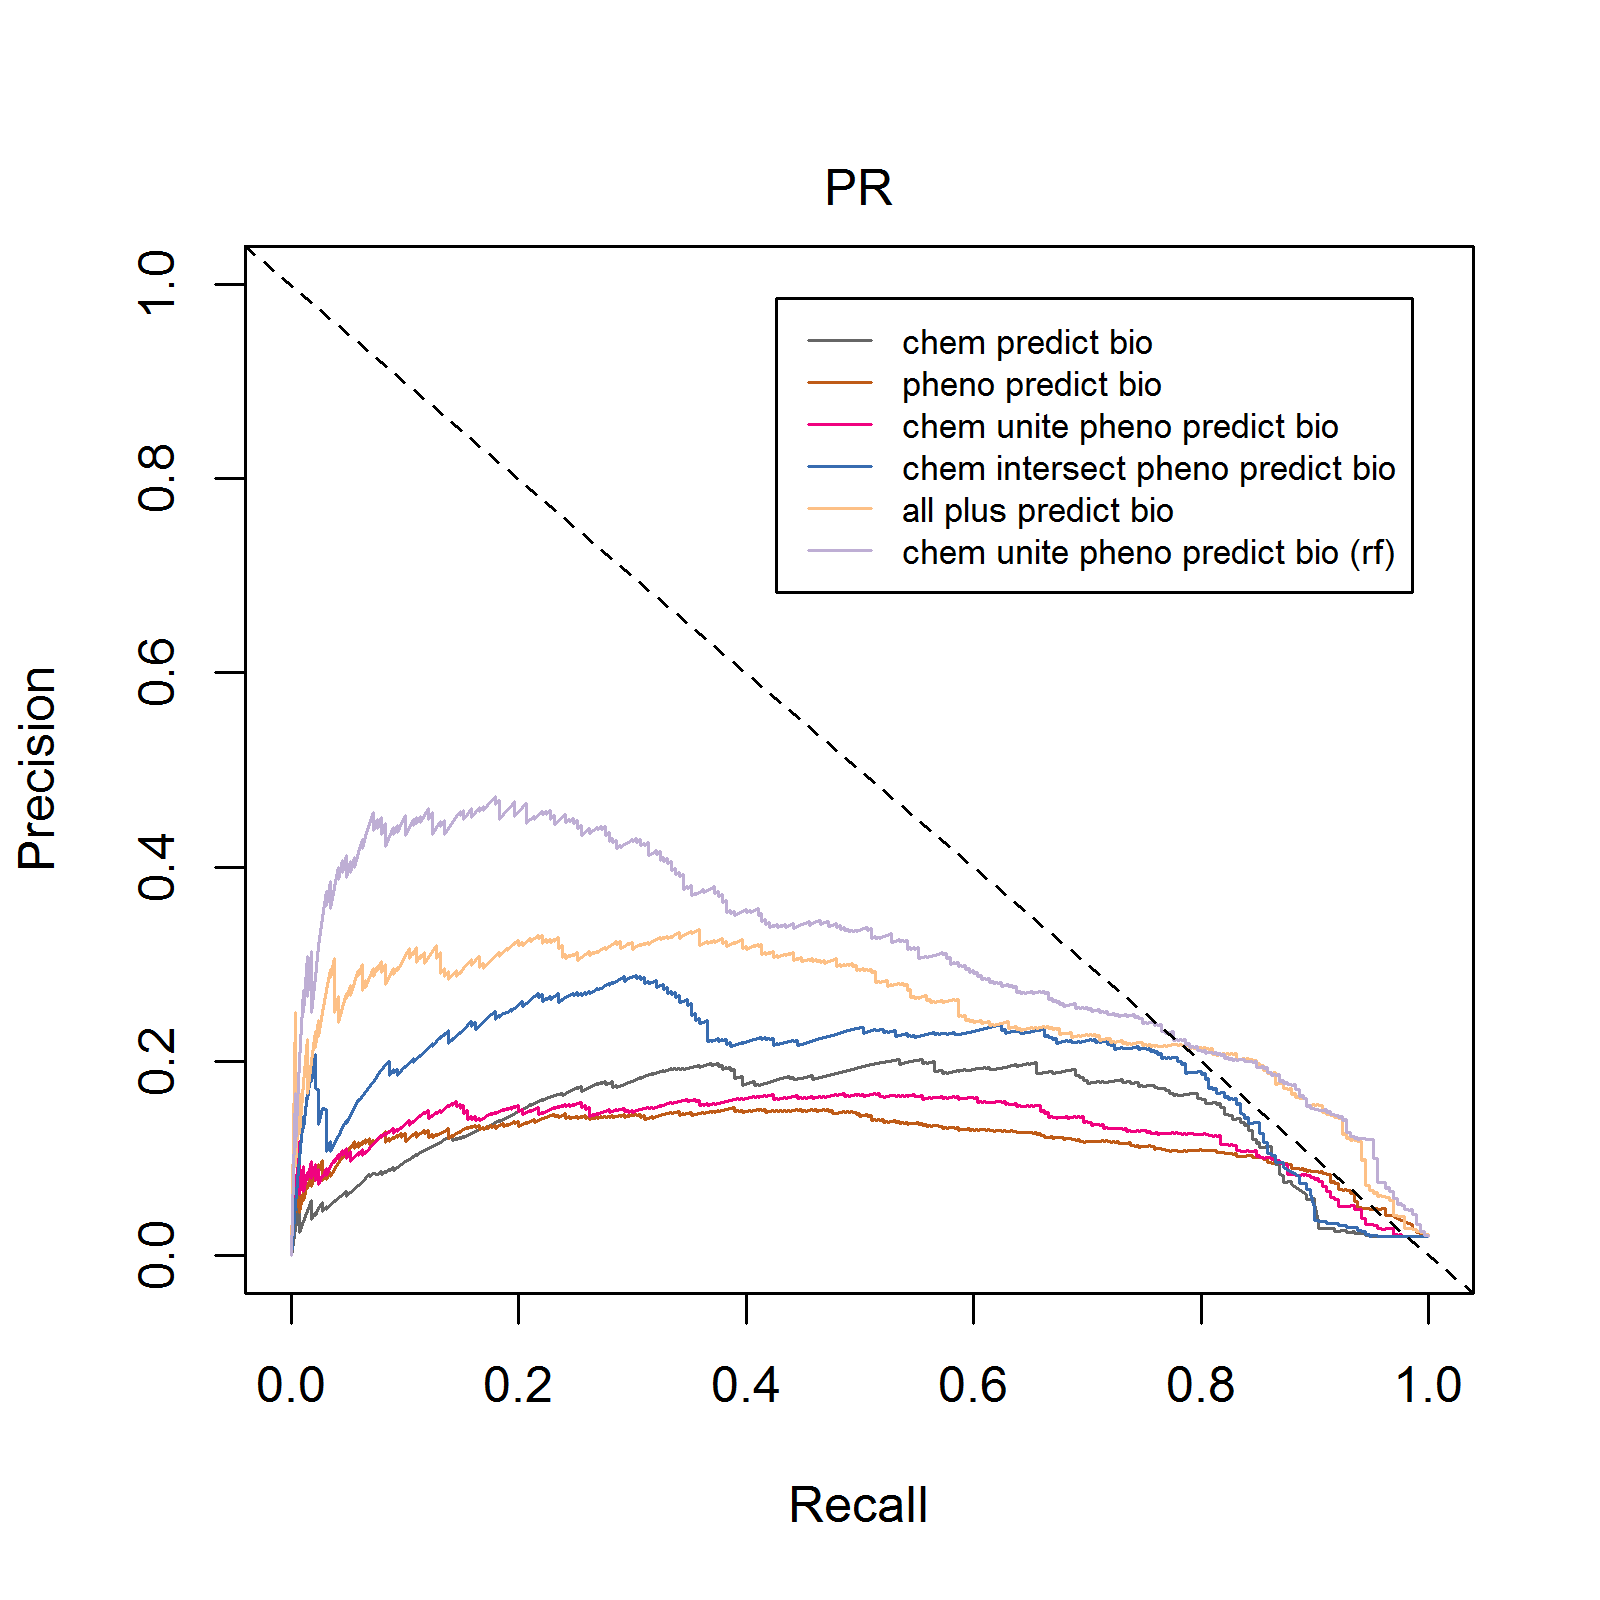 PR
1.0
0.8
0.6
0.4
0.2
0.0
Precision
chem predict bio
pheno predict bio
chem unite pheno predict bio
chem intersect pheno predict bio
all plus predict bio
chem unite pheno predict bio (rf)
0.0 0.2 0.4 0.6 0.8 1.0
Recall